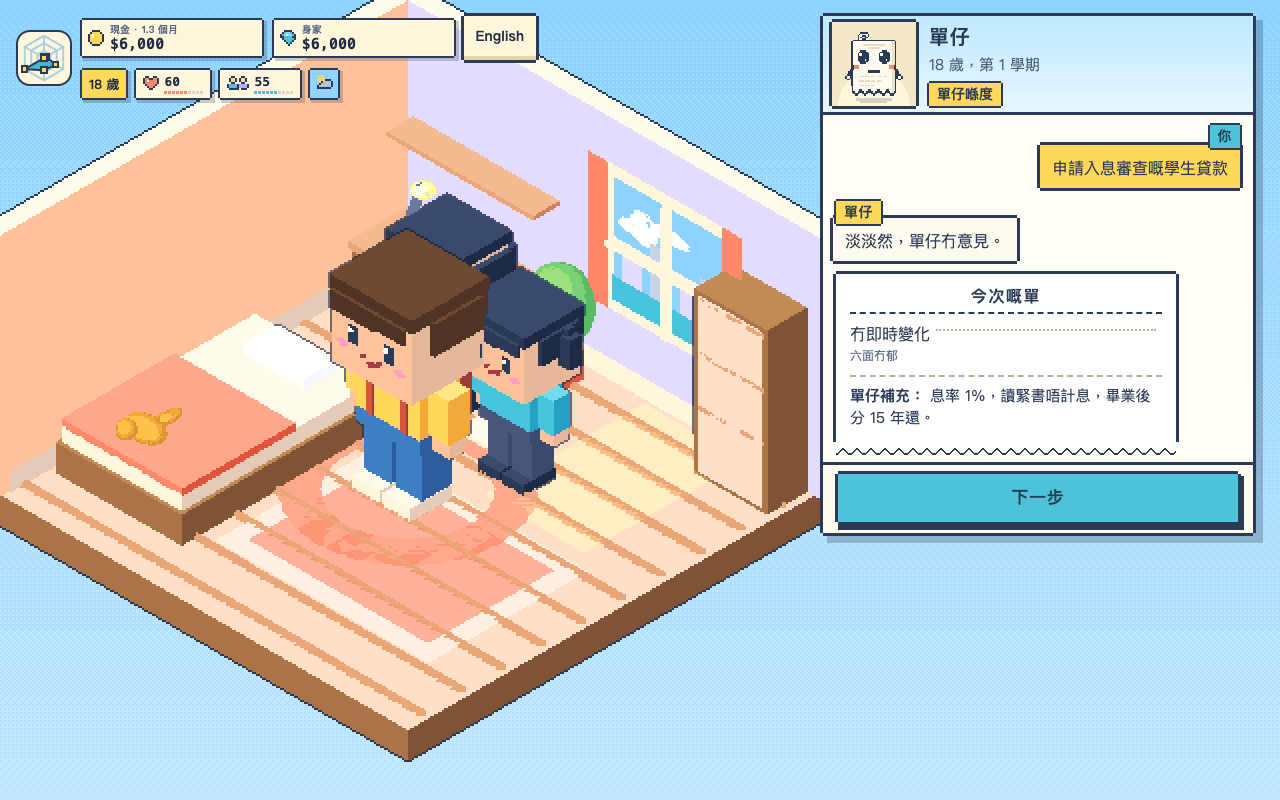 現金 · 1.3 個月
$6,000
身家
$6,000
English
18 歲
60
55
單仔
18 歲，第 1 學期
單仔喺度
你
申請入息審查嘅學生貸款
單仔
淡淡然，單仔冇意見。
今次嘅單
冇即時變化
六面冇郁
單仔補充： 息率 1%，讀緊書唔計息，畢業後
分 15 年還。
下一步